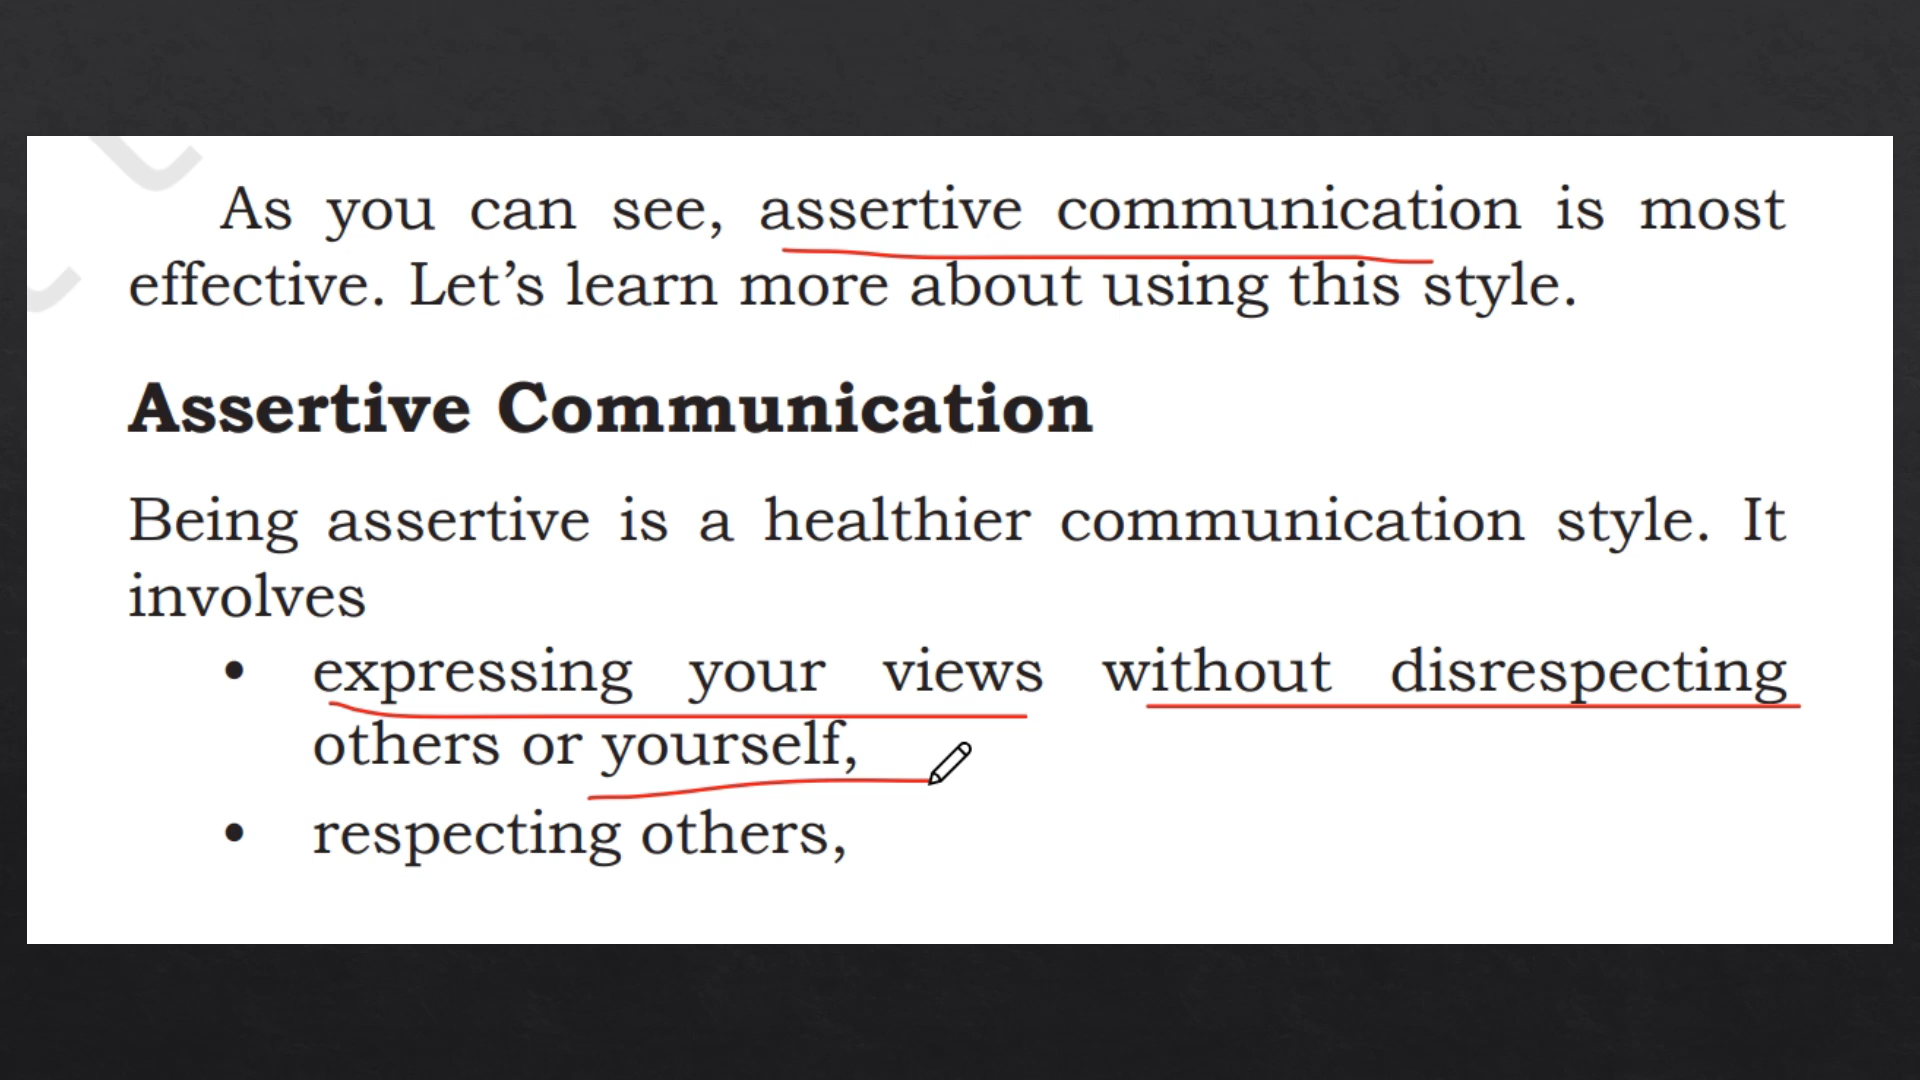 As you can see, assertive communication is most
effective. Let’s learn more about using this style.
Assertive Communication
Being assertive is a healthier communication style. It
involves
• expressing your views without disrespecting
others or yourself,
• respecting others,